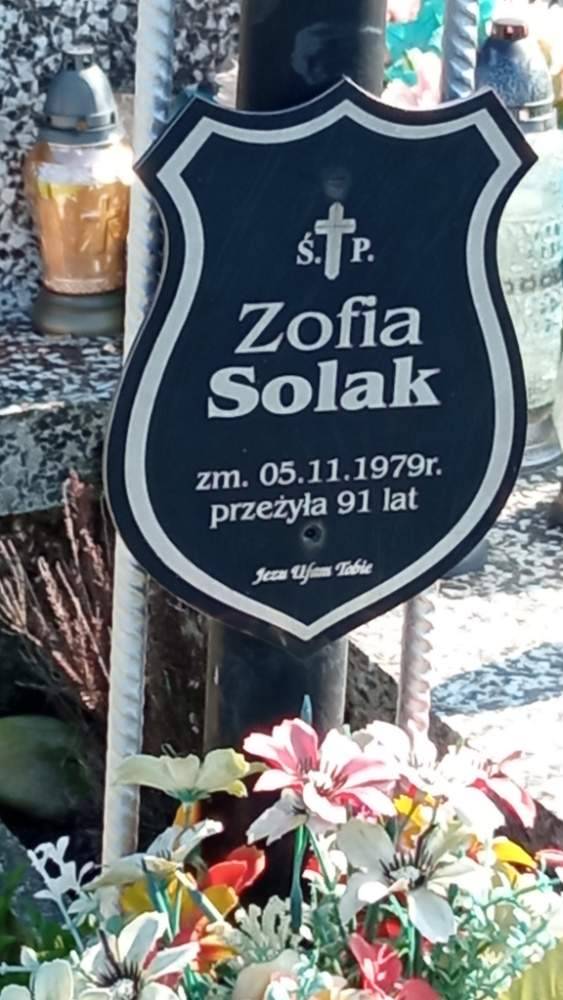 Ś. P.
Zofia
Solak
zm. 05.11.1979r.
przeżyła 91 lat
Jezu Ufam Tobie